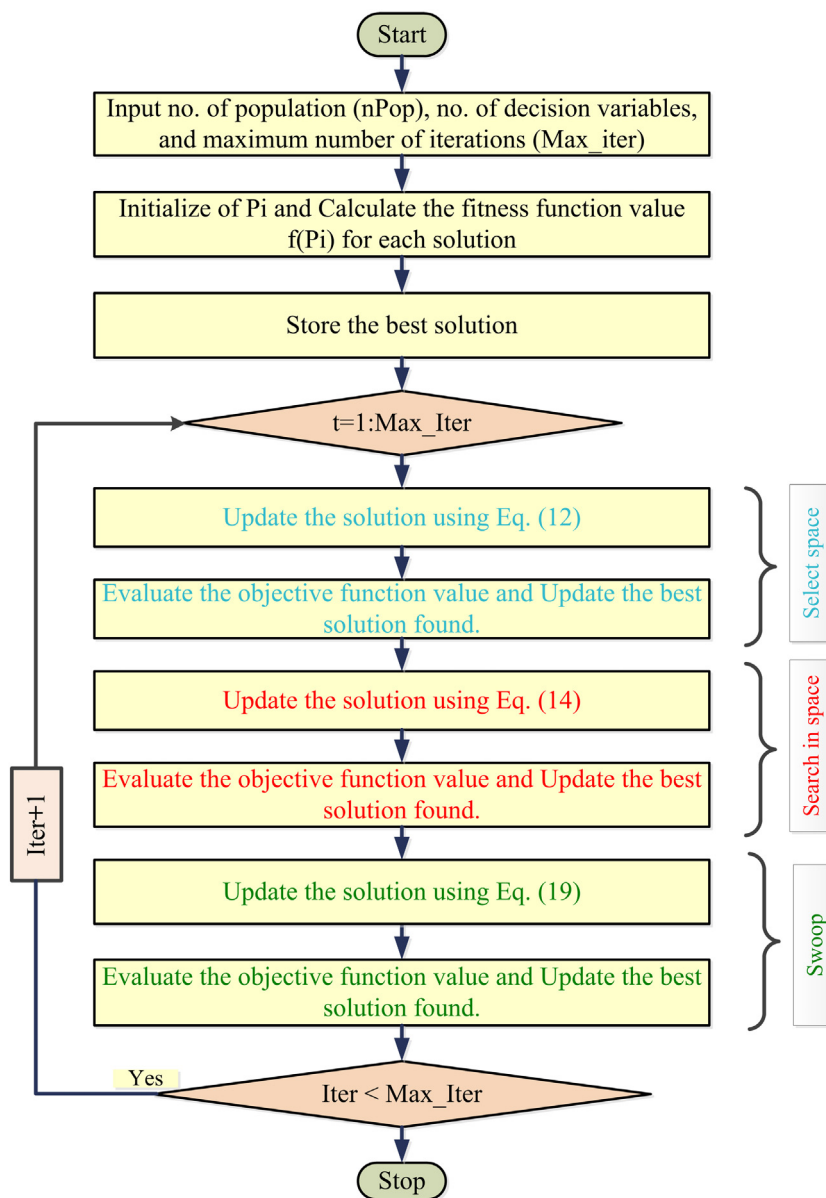 Start
Input no. of population (nPop), no. of decision variables,
and maximum number of iterations (Max_iter)
Initialize of Pi and Calculate the fitness function value
f(Pi) for each solution
Store the best solution
t=1:Max_Iter
Update the solution using Eq. (12)
Evaluate the objective function value and Update the best
solution found.
Select space
Update the solution using Eq. (14)
Evaluate the objective function value and Update the best
solution found.
Search in space
Iter+1
Update the solution using Eq. (19)
Evaluate the objective function value and Update the best
solution found.
Swoop
Yes
Iter < Max_Iter
Stop